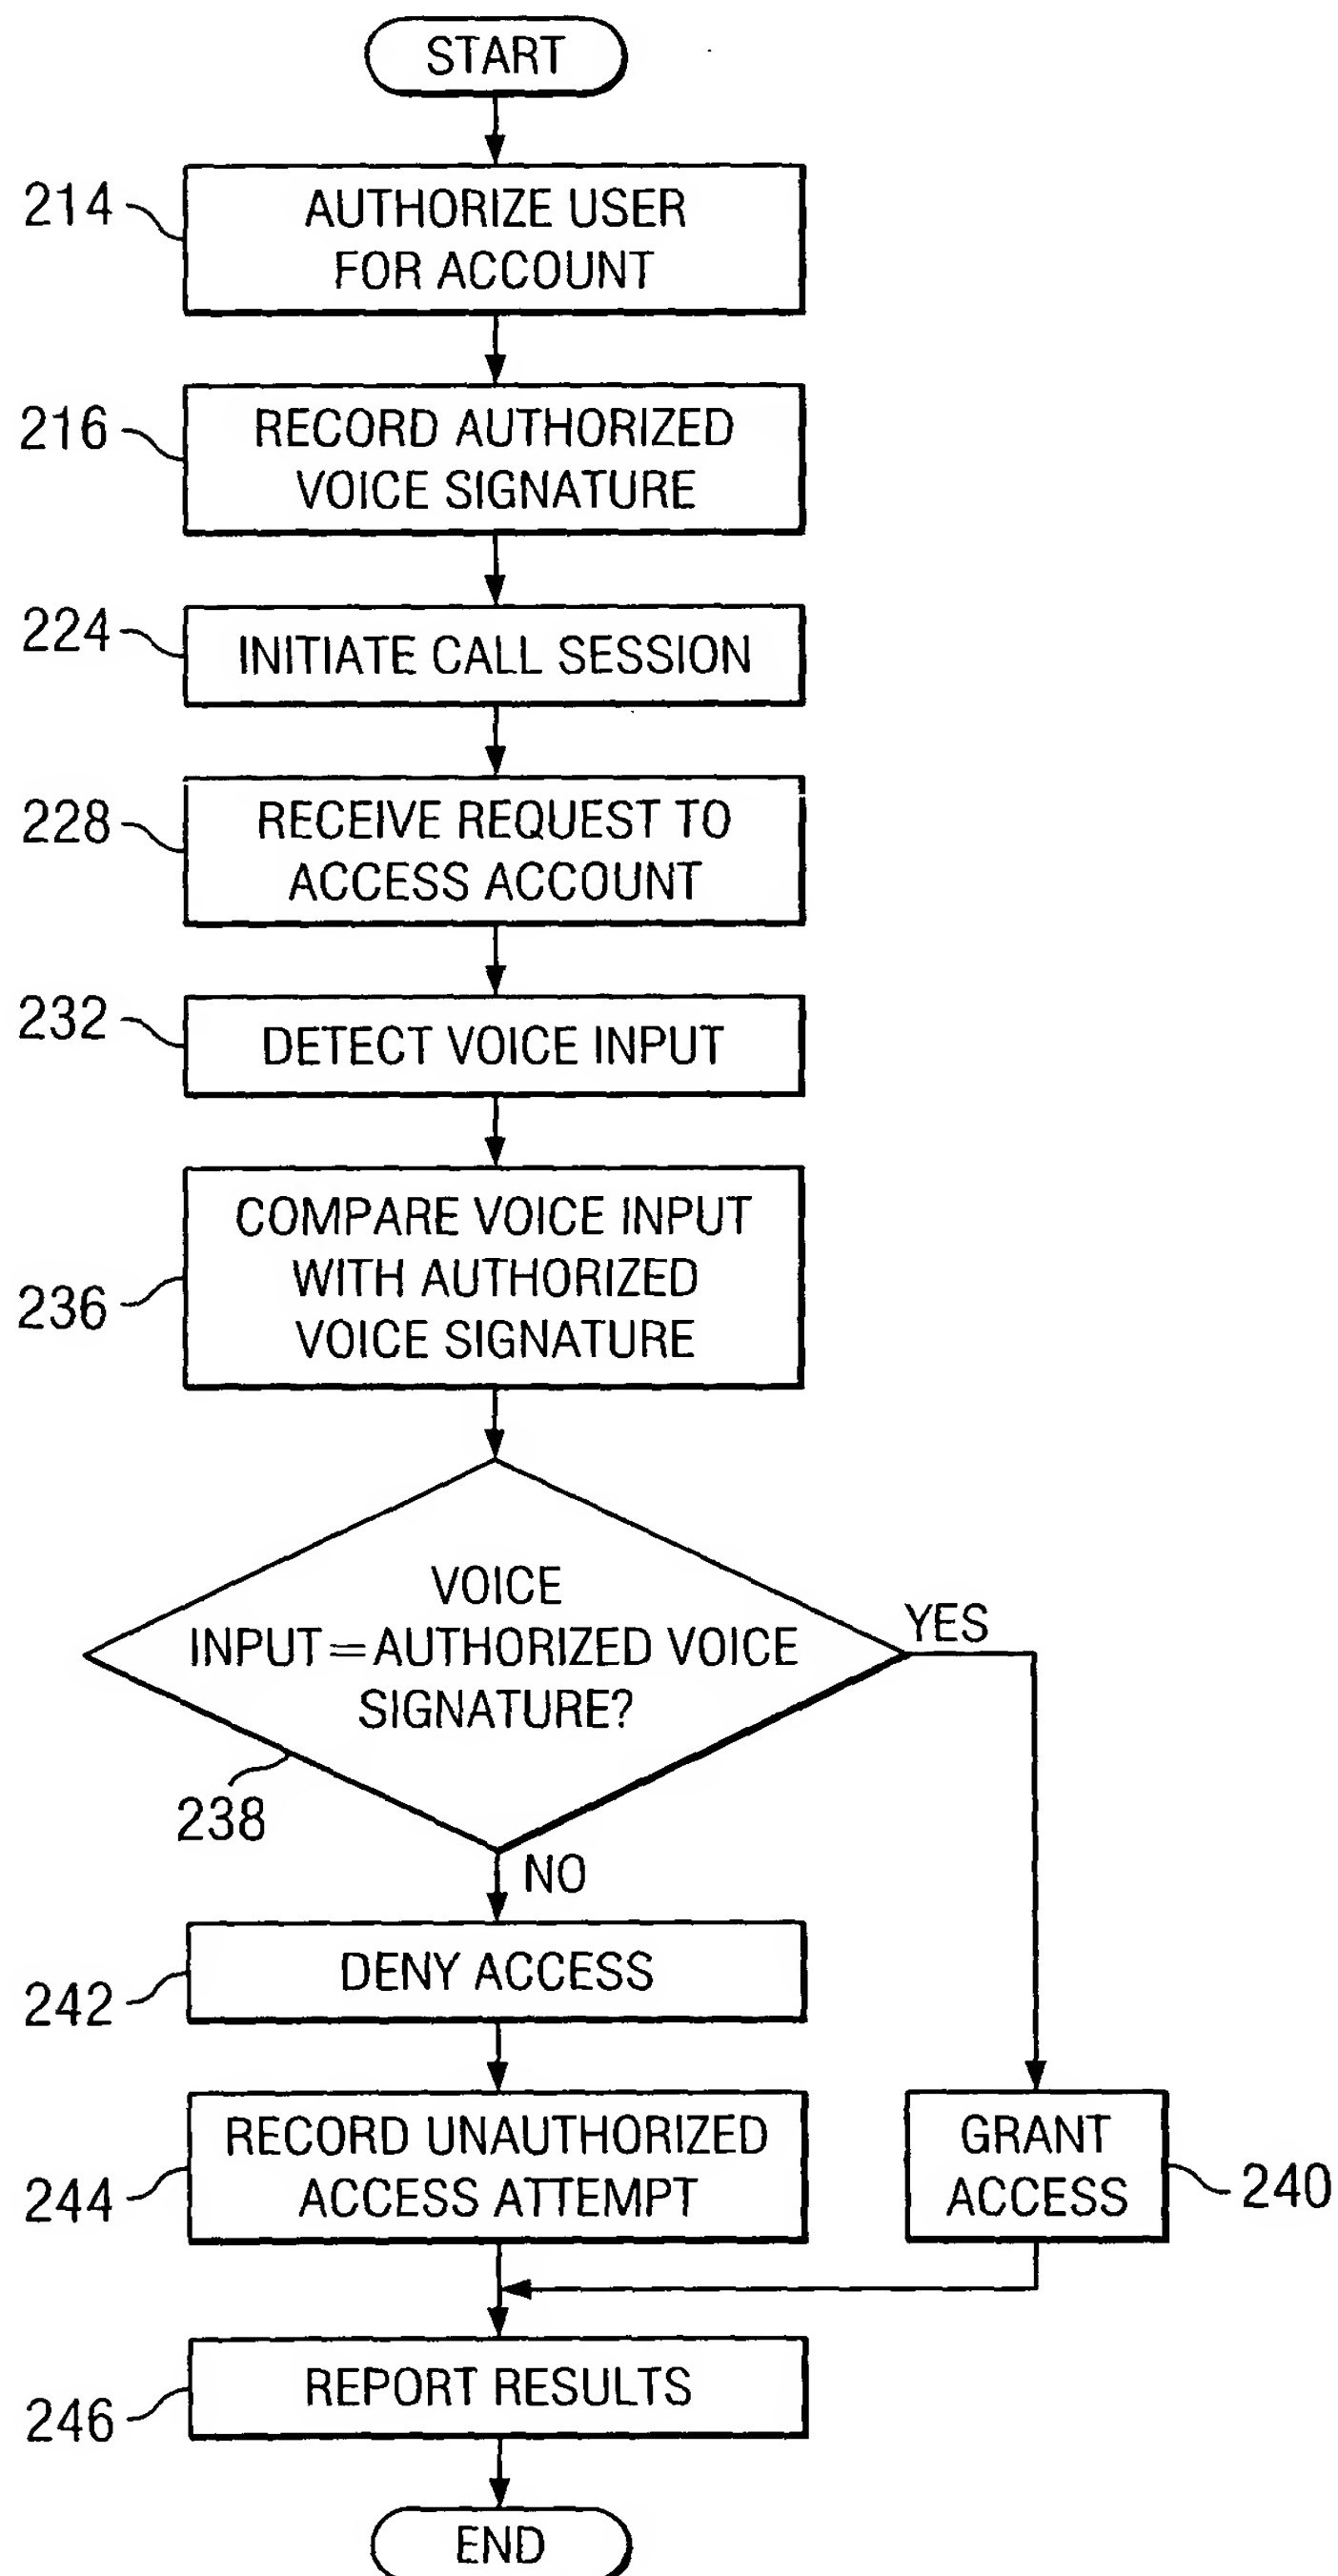 START
214
AUTHORIZE USER
FOR ACCOUNT
216
RECORD AUTHORIZED
VOICE SIGNATURE
224
INITIATE CALL SESSION
228
RECEIVE REQUEST TO
ACCESS ACCOUNT
232
DETECT VOICE INPUT
236
COMPARE VOICE INPUT
WITH AUTHORIZED
VOICE SIGNATURE
VOICE
INPUT=AUTHORIZED VOICE
SIGNATURE?
YES
238
NO
242
DENY ACCESS
244
RECORD UNAUTHORIZED
ACCESS ATTEMPT
GRANT
ACCESS
240
246
REPORT RESULTS
END